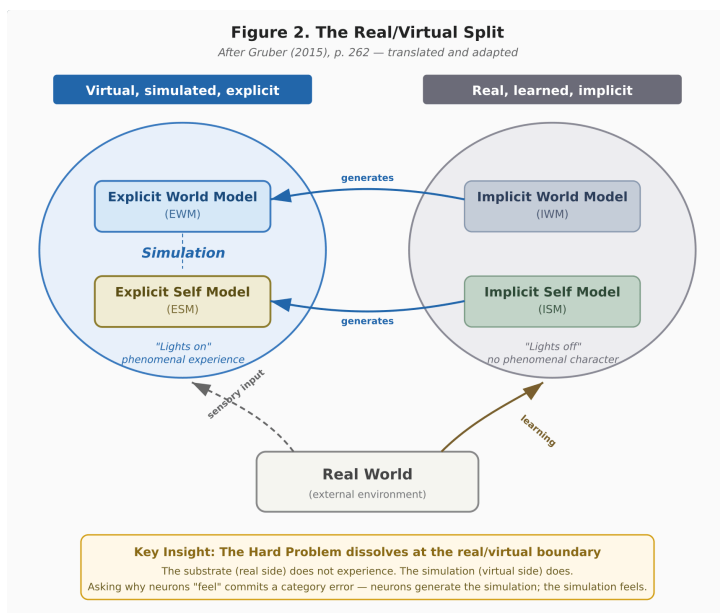 Figure 2. The Real/Virtual Split
After Gruber (2015), p. 262 — translated and adapted
Virtual, simulated, explicit
Real, learned, implicit
generates
Explicit World Model
(EWM)
Implicit World Model
(IWM)
Simulation
Explicit Self Model
(ESM)
Implicit Self Model
(ISM)
generates
"Lights on"
phenomenal experience
"Lights off"
no phenomenal character
sensory input
learning
Real World
(external environment)
Key Insight: The Hard Problem dissolves at the real/virtual boundary
The substrate (real side) does not experience. The simulation (virtual side) does.
Asking why neurons "feel" commits a category error — neurons generate the simulation; the simulation feels.